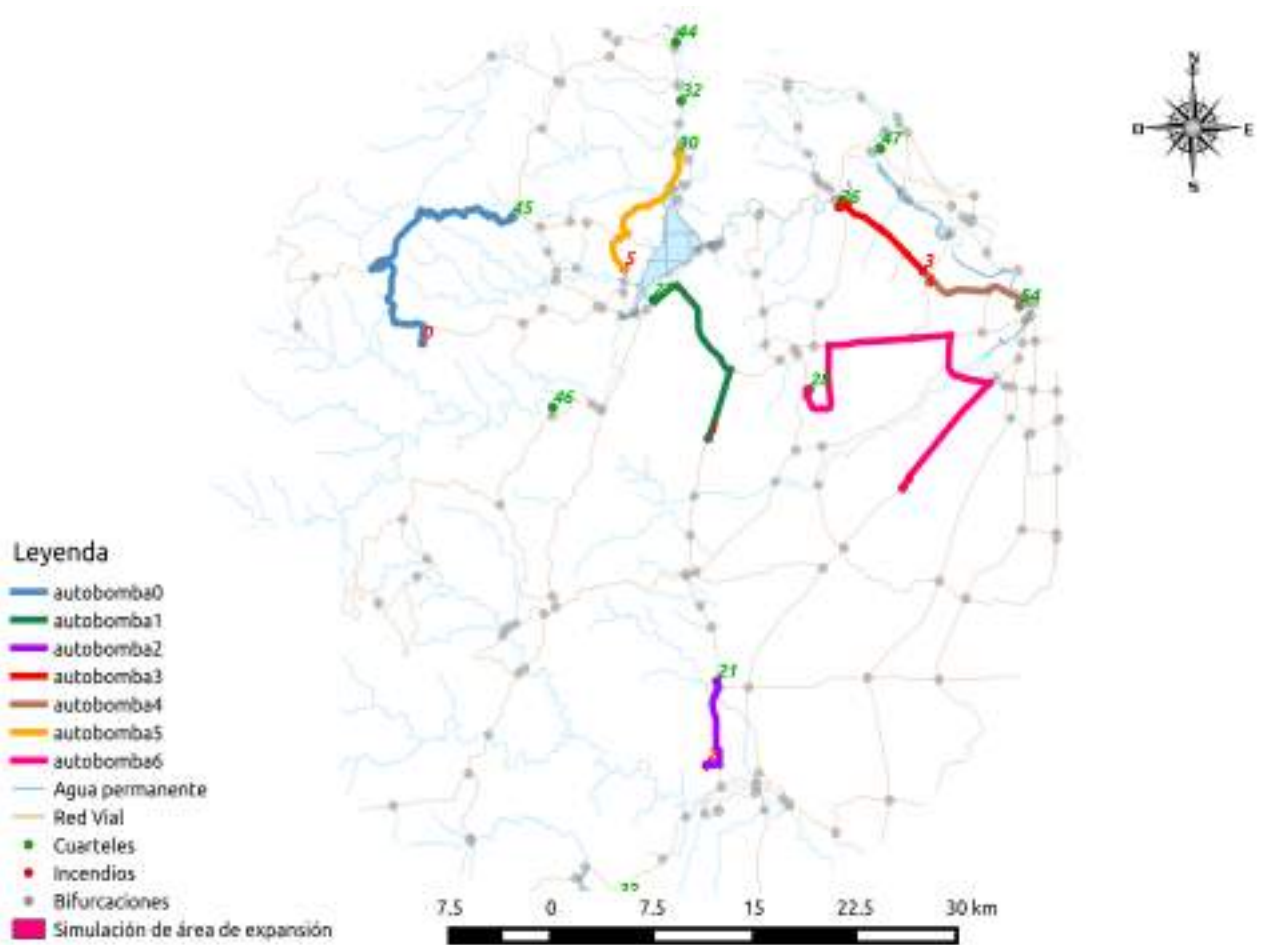 44
32
N
47
30
O
E
S
45
26
5
3
54
0
46
21
Leyenda
autobomba0
autobomba1
autobomba2
autobomba3
autobomba4
autobomba5
autobomba6
Agua permanente
Red Vial
Cuarteles
Incendios
Bifurcaciones
Simulación de área de expansión
7.5 0 7.5 15 22.5 30 km